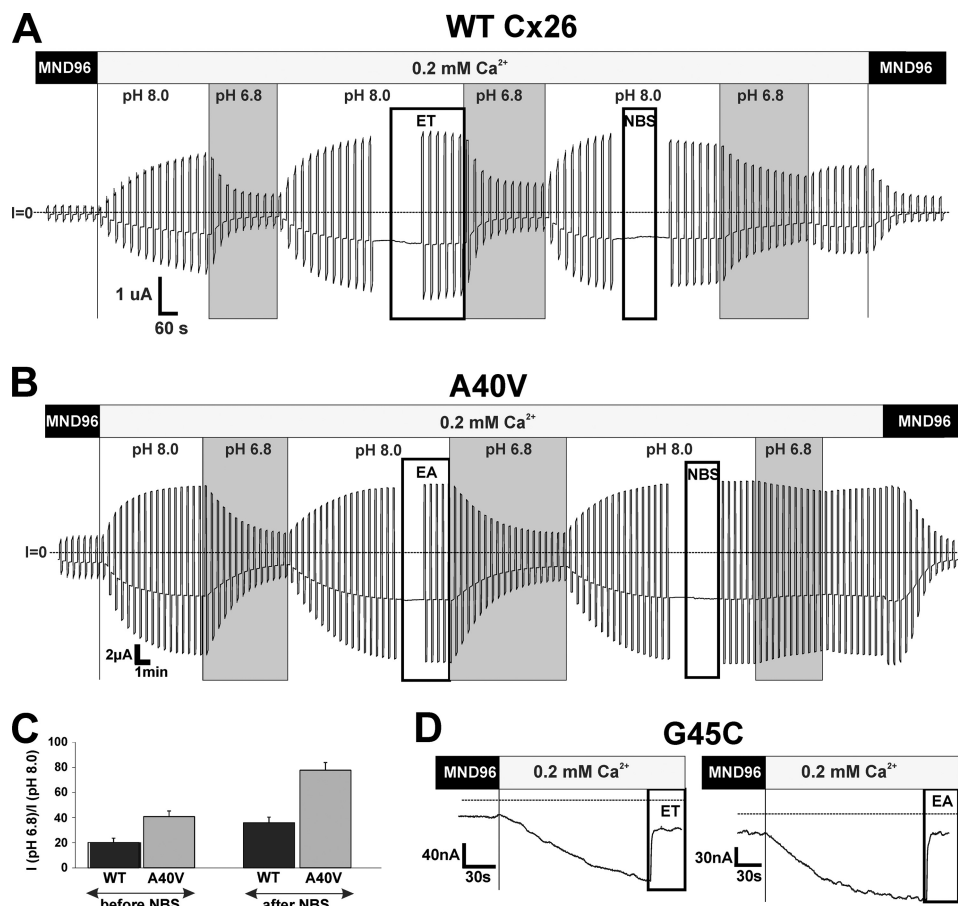 A
WT Cx26
MND96
0.2 mM Ca²⁺
MND96
pH 8.0
pH 6.8
pH 8.0
pH 6.8
pH 8.0
pH 6.8
ET
NBS
I=0
1 uA
60 s
B
A40V
MND96
0.2 mM Ca²⁺
MND96
pH 8.0
pH 6.8
pH 8.0
pH 6.8
pH 8.0
pH 6.8
EA
NBS
I=0
2µA
1min
C
I (pH 6.8)/I (pH 8.0)
100
80
60
40
20
0
WT
A40V
WT
A40V
before NBS
after NBS
D
G45C
MND96
0.2 mM Ca²⁺
ET
40nA
30s
MND96
0.2 mM Ca²⁺
EA
30nA
30s